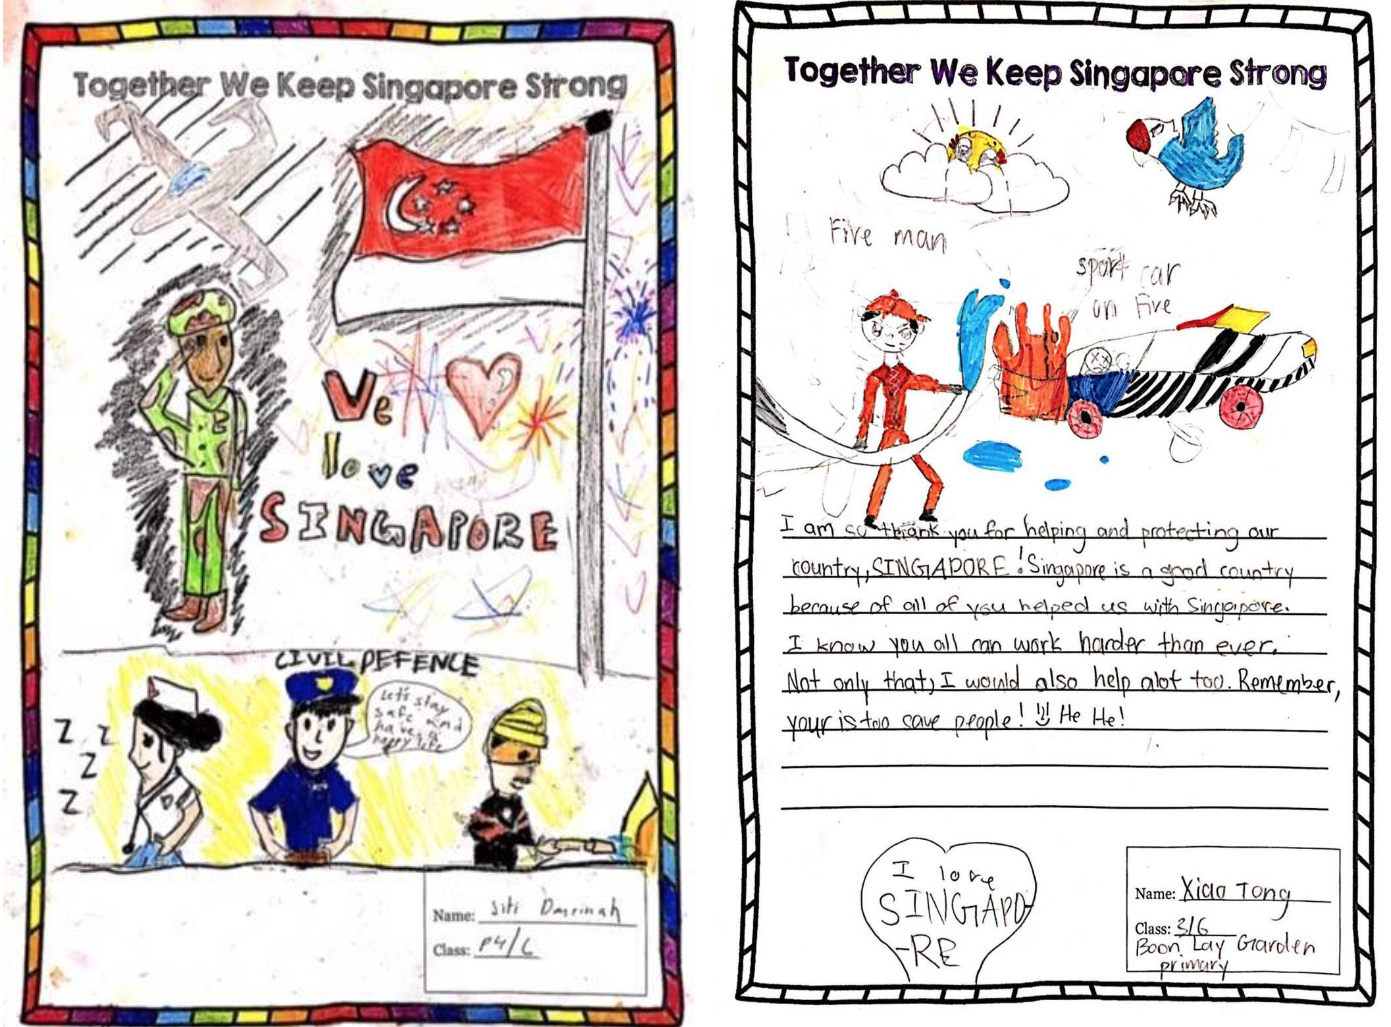 Together We Keep Singapore Strong
We
love
SINGAPORE
CIVIL DEFENCE
Z Z
Z
Z
Let's stay
safe and
have a
happy life
Name: Siti
Class: P4/6
Together We Keep Singapore Strong
Fire man
sport car
on fire
I am so thank you for helping and protecting our
country, SINGAPORE! Singapore is a good country
because of all of you helped us with Singapore.
I know you all can work harder than ever.
Not only that, I would also help alot too. Remember,
your is too save people! He He!
I love
SINGAPO-
-RE
Name: Xiao Tong
Class: 3/6
Boon Lay Garden
primary